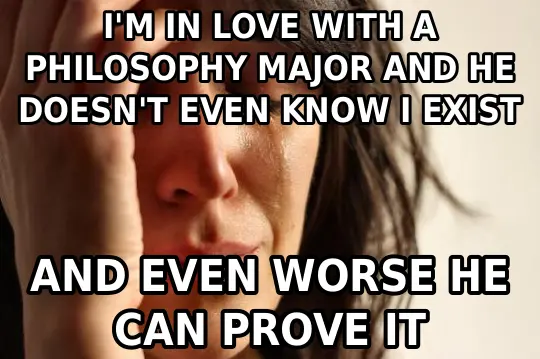 I'M IN LOVE WITH A
PHILOSOPHY MAJOR AND HE
DOESN'T EVEN KNOW I EXIST
AND EVEN WORSE HE
CAN PROVE IT